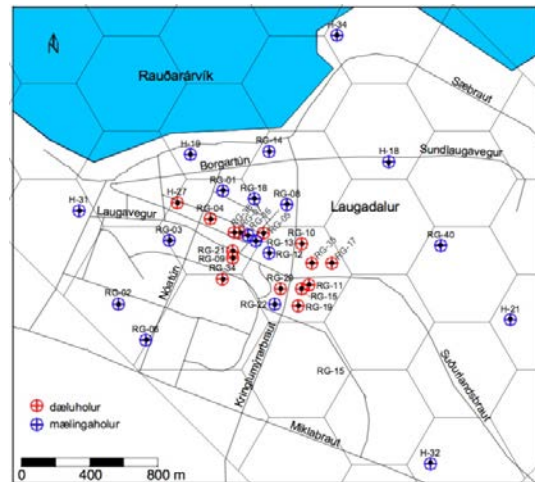 H-34
N
Rauðarárvík
Sæbraut
RG-14
H-19
Borgartún
H-18
Sundlaugavegur
RG-01
RG-18
RG-08
H-27
H-31
Laugavegur
RG-04
RG-05
Laugadalur
RG-03
RG-13
RG-10
RG-17
RG-40
RG-21
RG-12
RG-09
RG-34
RG-20
RG-11
RG-02
Nóatún
RG-22
RG-15
RG-19
H-21
Kringlumýrarbraut
RG-15
Suðurlandsbraut
dæluholur
mælingaholur
Miklabraut
H-32
0 400 800 m